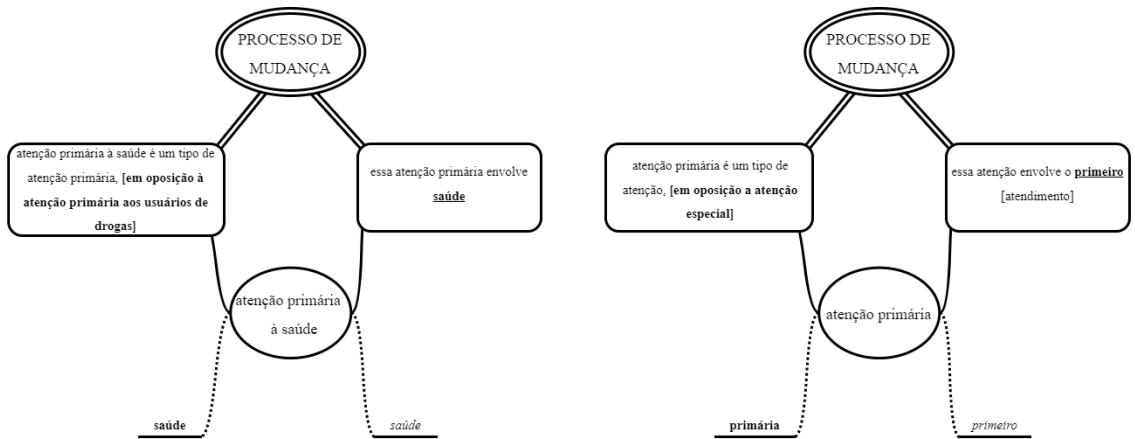 PROCESSO DE
MUDANÇA
atenção primária à saúde é um tipo de
atenção primária, [em oposição à
atenção primária aos usuários de
drogas]
essa atenção primária envolve
saúde
atenção primária
à saúde
saúde
saúde
PROCESSO DE
MUDANÇA
atenção primária é um tipo de
atenção, [em oposição a atenção
especial]
essa atenção envolve o primeiro
[atendimento]
atenção primária
primária
primeiro